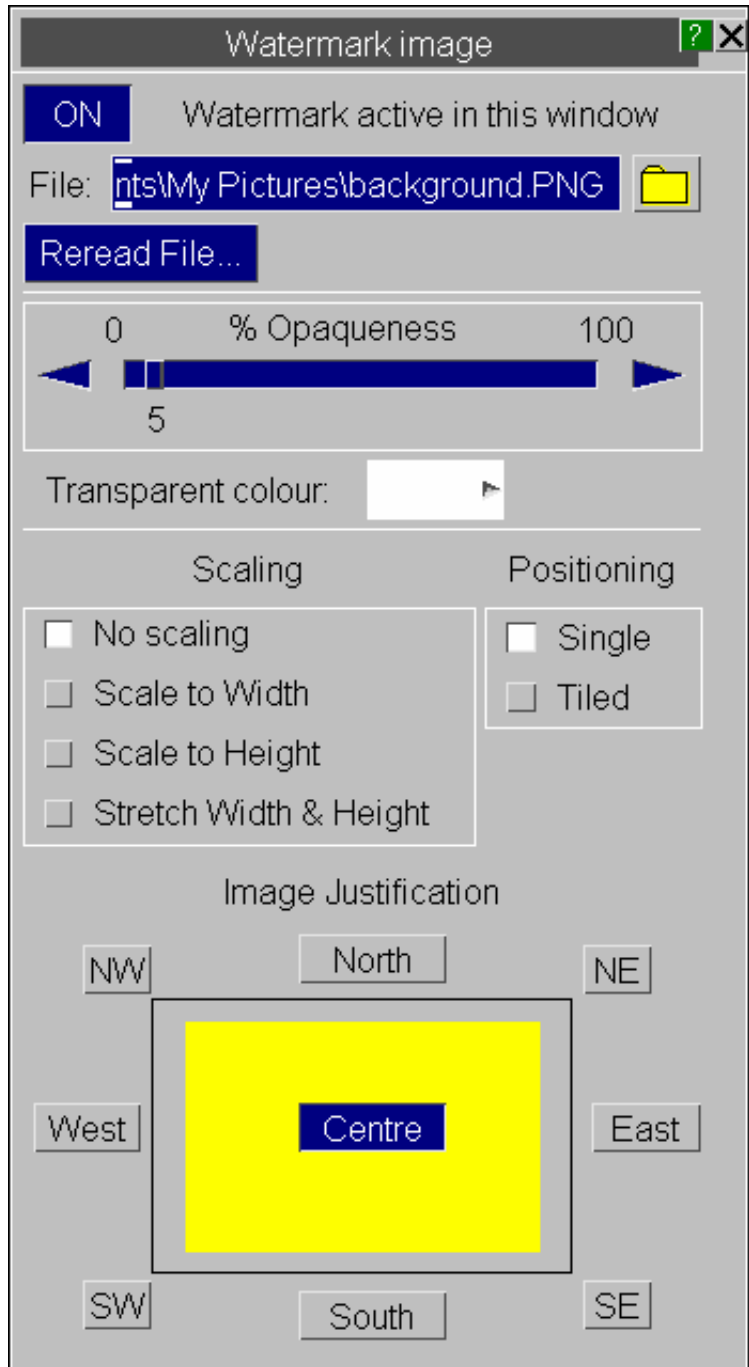 Watermark image ?
ON Watermark active in this window
File: nts\My Pictures\background.PNG
Reread File...
0 % Opaqueness 100
5
Transparent colour:
Scaling Positioning
No scaling Single
Scale to Width Tiled
Scale to Height
Stretch Width & Height
Image Justification
NW North NE
West Centre East
SW South SE